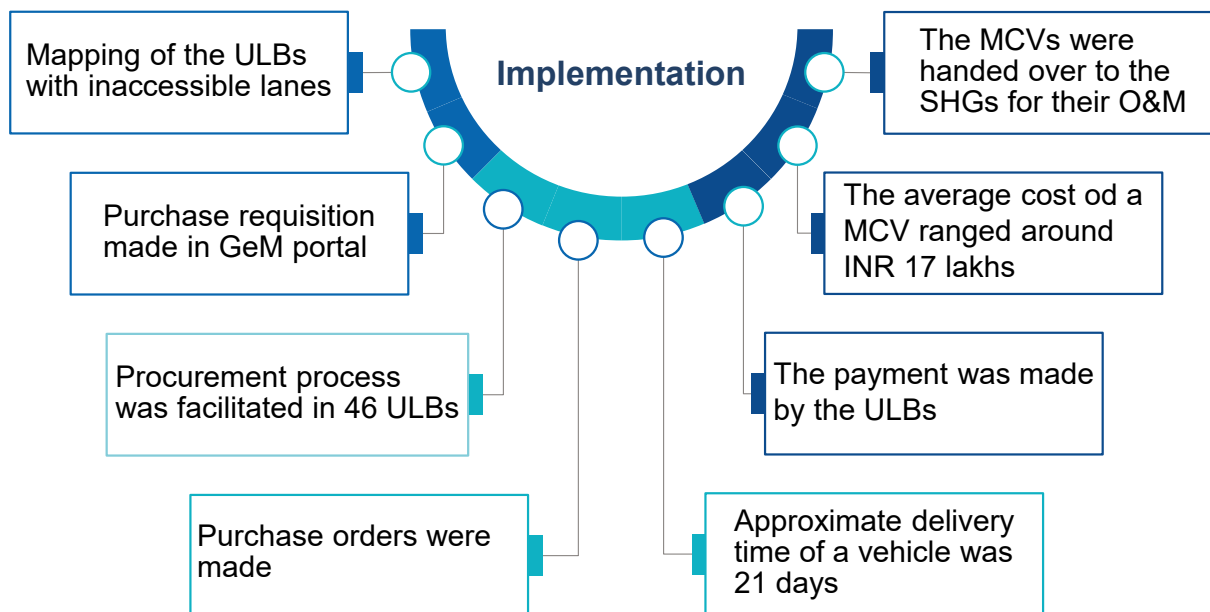 Implementation
Mapping of the ULBs
with inaccessible lanes
Purchase requisition
made in GeM portal
Procurement process
was facilitated in 46 ULBs
Purchase orders were
made
Approximate delivery
time of a vehicle was
21 days
The payment was made
by the ULBs
The average cost od a
MCV ranged around
INR 17 lakhs
The MCVs were
handed over to the
SHGs for their O&M